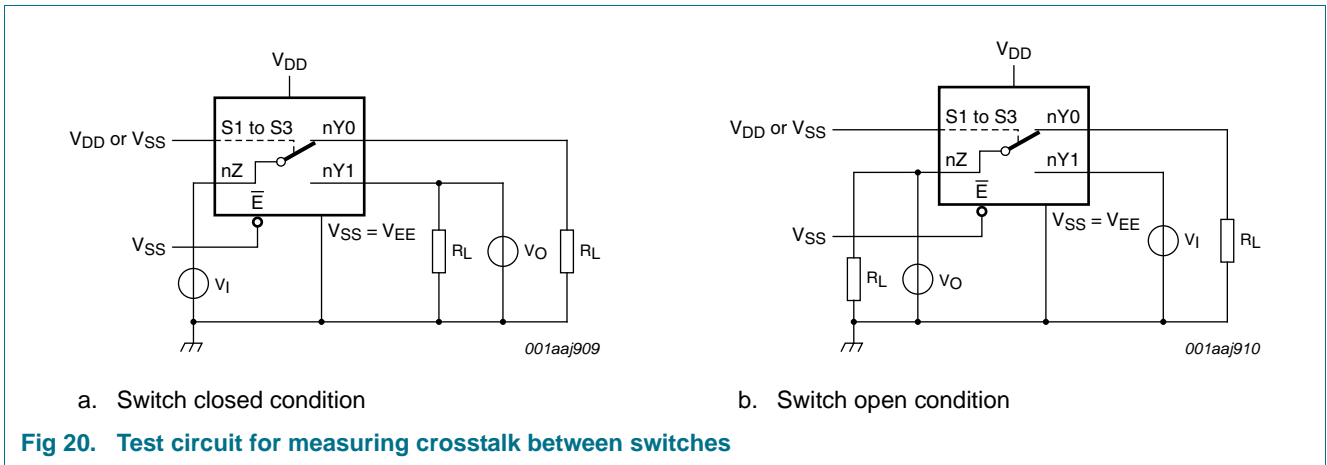 VDD
VDD or VSS
S1 to S3
nY0
nZ
nY1
E
VSS
VSS = VEE
RL
VO
RL
VI
001aaj909
a. Switch closed condition
VDD
VDD or VSS
S1 to S3
nY0
nZ
nY1
E
VSS
VSS = VEE
VI
RL
RL
VO
001aaj910
b. Switch open condition
Fig 20. Test circuit for measuring crosstalk between switches